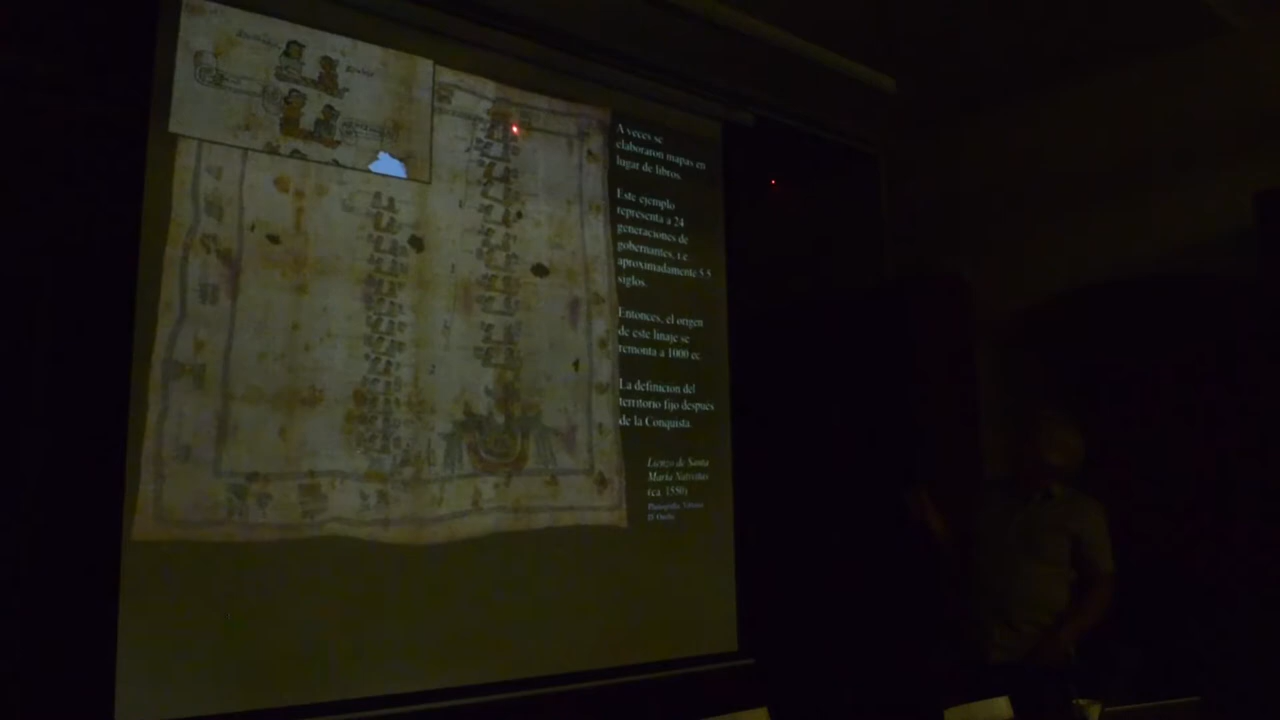 A veces se
elaboraron mapas en
lugar de libros.
Este ejemplo
representa a 24
generaciones de
gobernantes, i.e.
aproximadamente 5.5
siglos.
Entonces, el origen
de este linaje se
remonta a 1000 ec
La definicion del
territorio fijo después
de la Conquista.
Lienzo de Santa
María Nativitas
(ca. 1550)